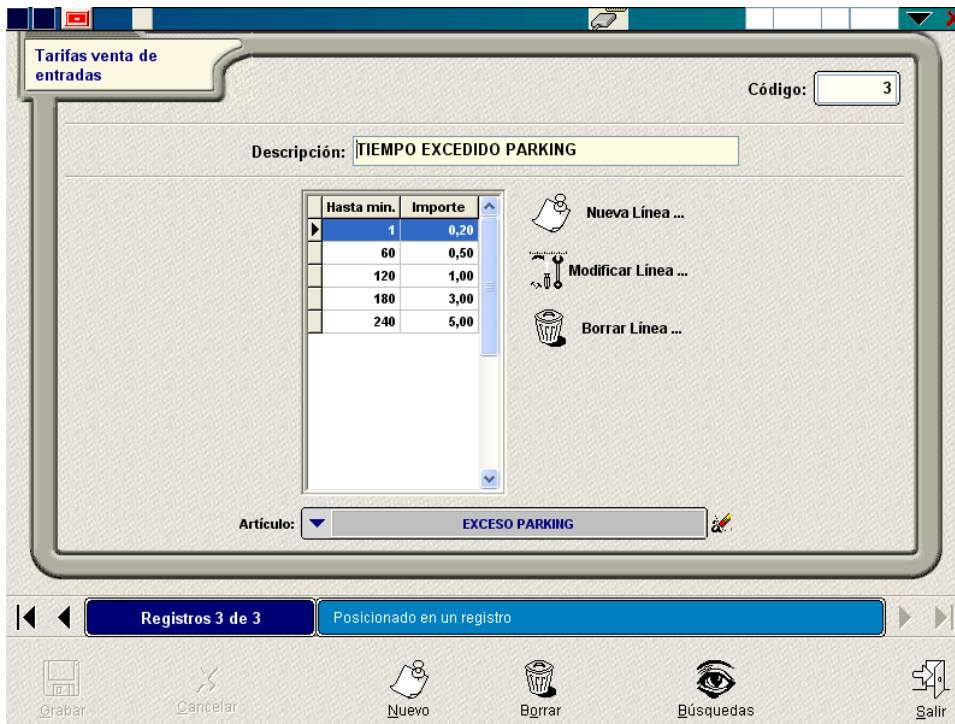 Tarifas venta de
entradas
Código: 3
Descripción: TIEMPO EXCEDIDO PARKING
Hasta min. Importe
1 0,20
60 0,50
120 1,00
180 3,00
240 5,00
Nueva Línea ...
Modificar Línea ...
Borrar Línea ...
Artículo: EXCESO PARKING
Registros 3 de 3
Posicionado en un registro
Grabar
Cancelar
Nuevo
Borrar
Búsquedas
Salir